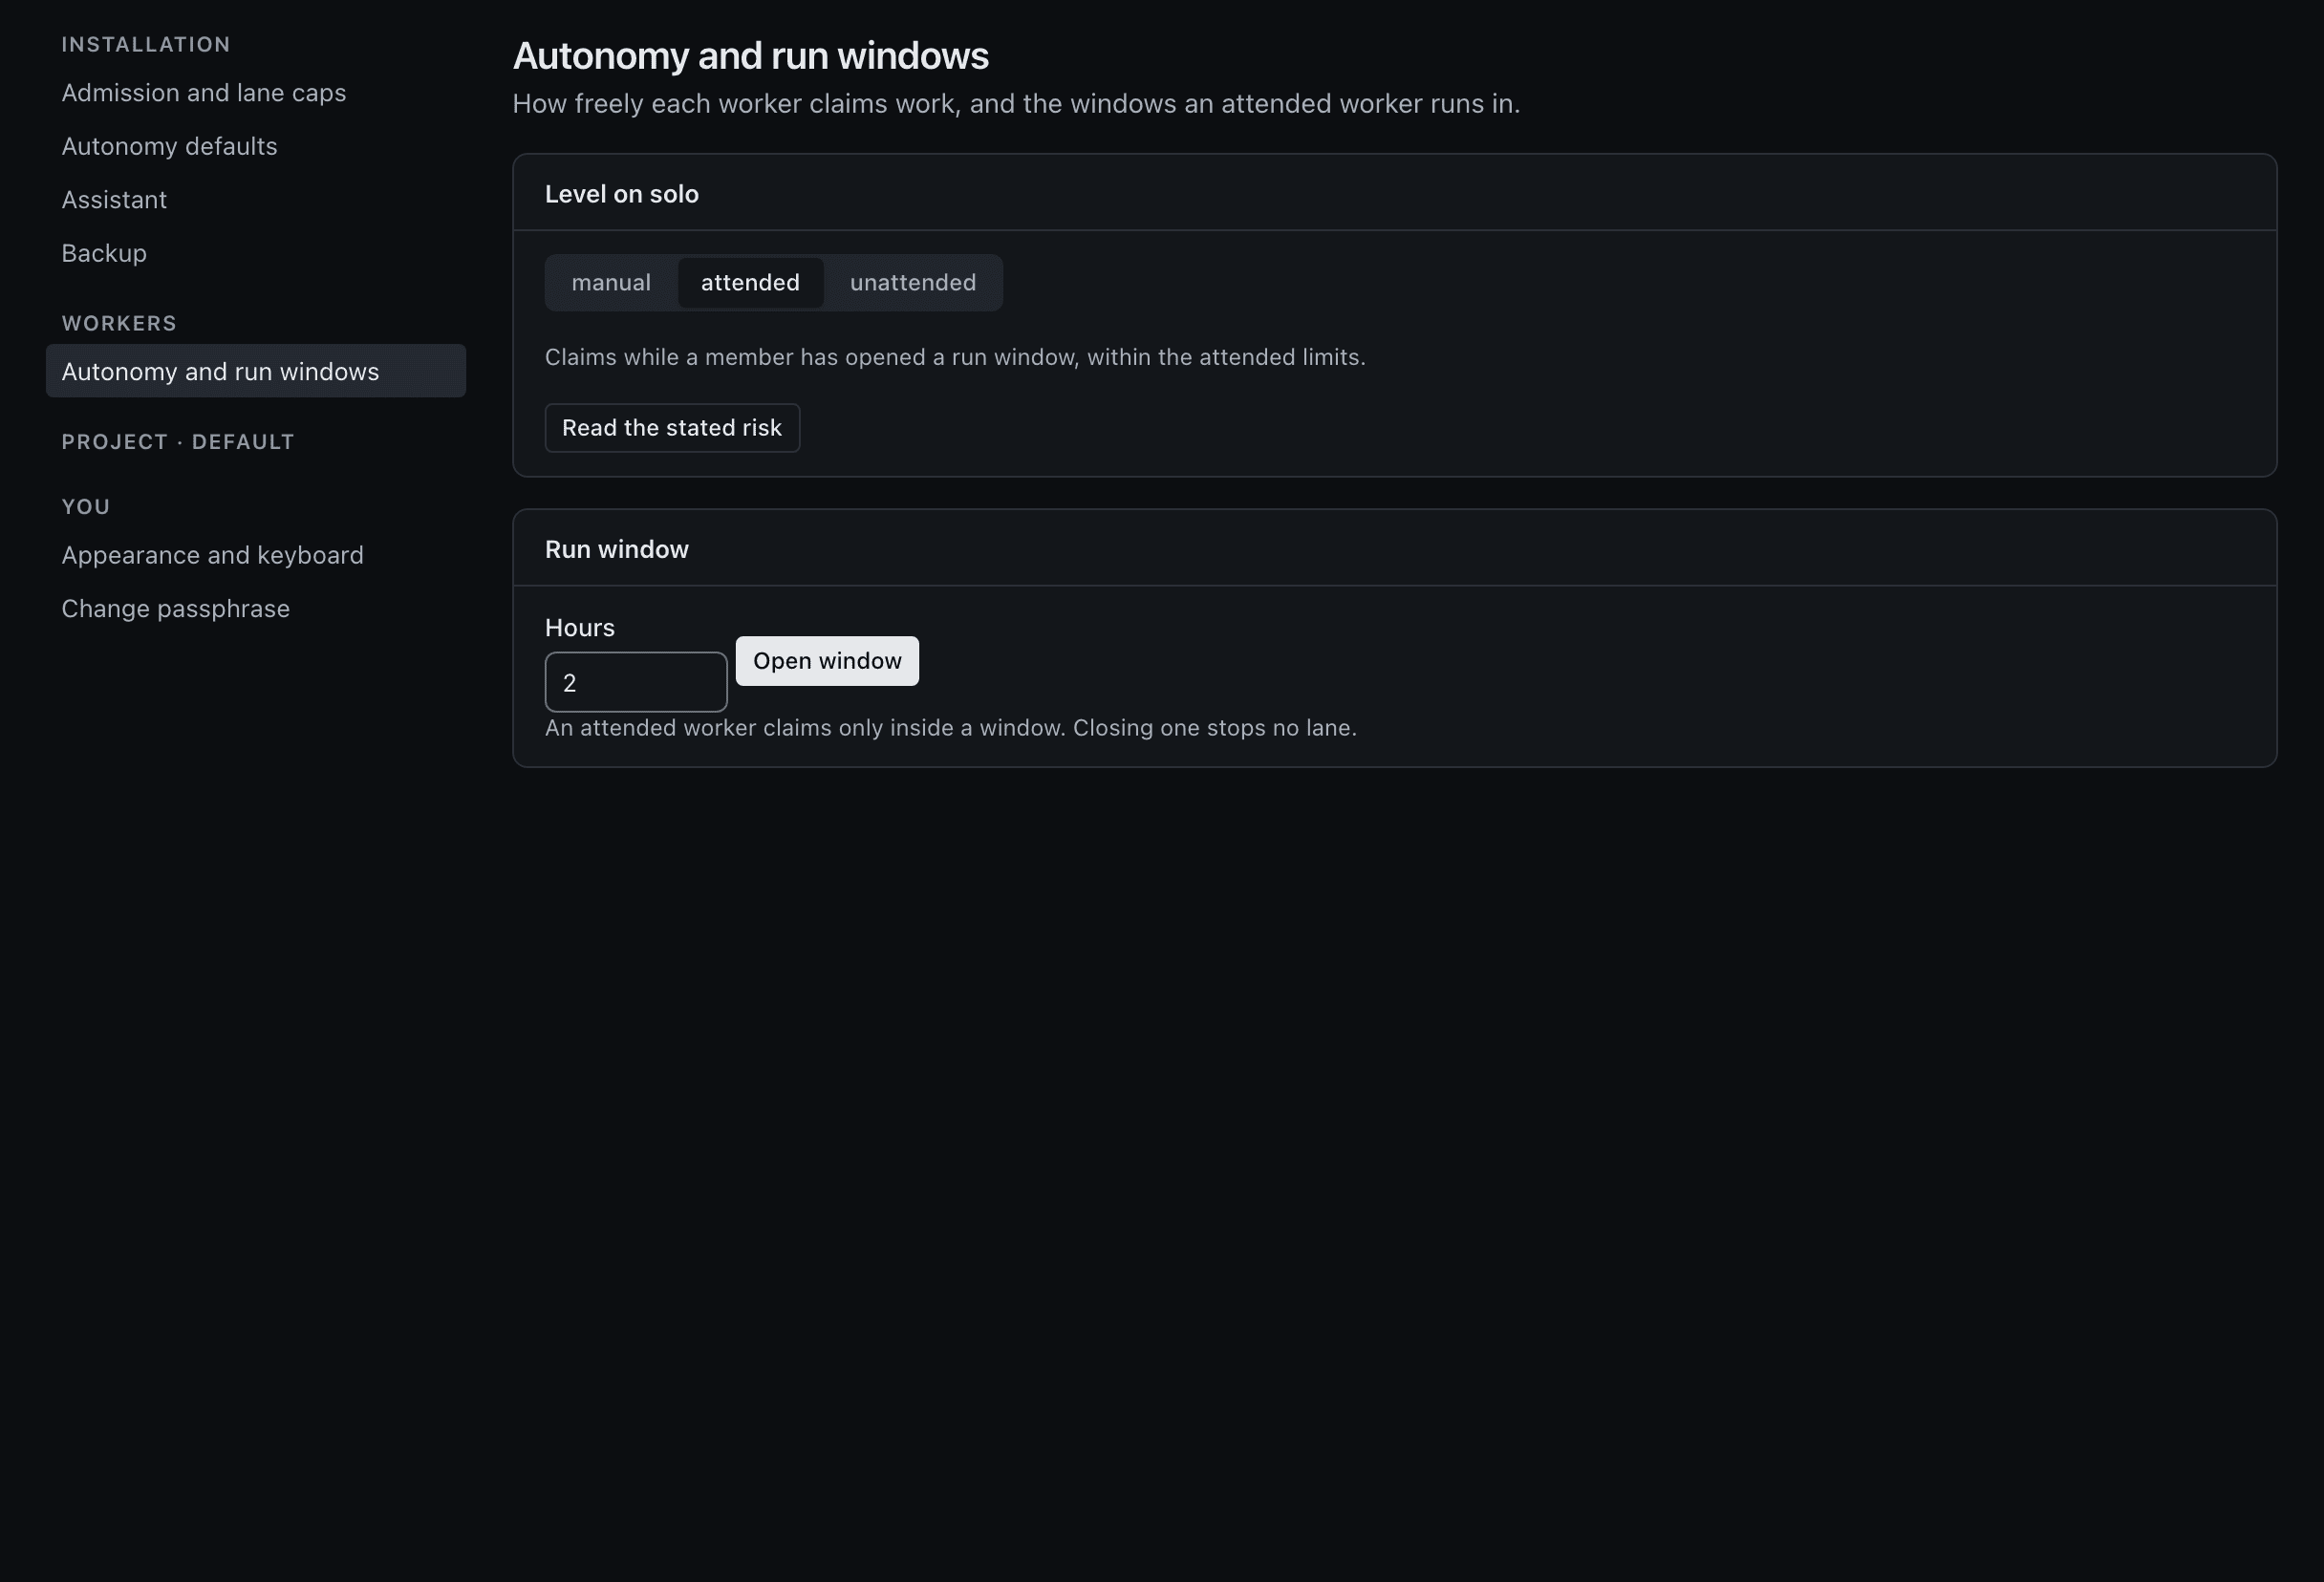 INSTALLATION
Admission and lane caps
Autonomy defaults
Assistant
Backup
WORKERS
Autonomy and run windows
PROJECT · DEFAULT
YOU
Appearance and keyboard
Change passphrase
Autonomy and run windows
How freely each worker claims work, and the windows an attended worker runs in.
Level on solo
manual attended unattended
Claims while a member has opened a run window, within the attended limits.
Read the stated risk
Run window
Hours
2
Open window
An attended worker claims only inside a window. Closing one stops no lane.